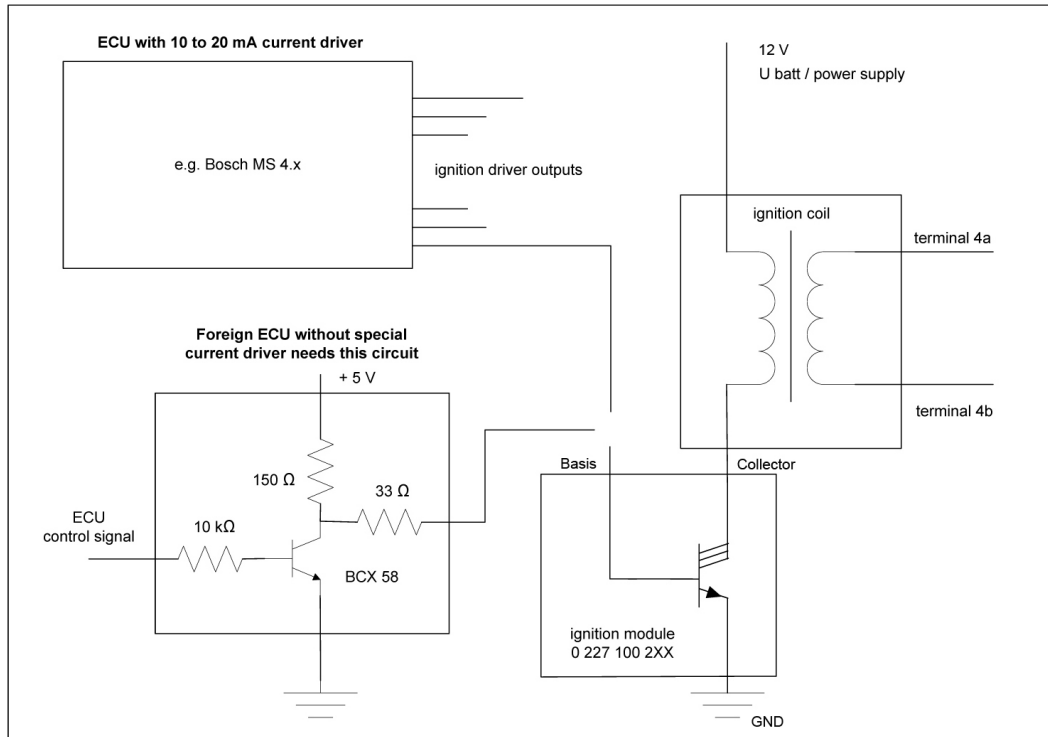 ECU with 10 to 20 mA current driver
12 V
U batt / power supply
e.g. Bosch MS 4.x
ignition driver outputs
ignition coil
terminal 4a
terminal 4b
Foreign ECU without special
current driver needs this circuit
+ 5 V
150 Ω
33 Ω
ECU
control signal
10 kΩ
BCX 58
Basis
Collector
ignition module
0 227 100 2XX
GND